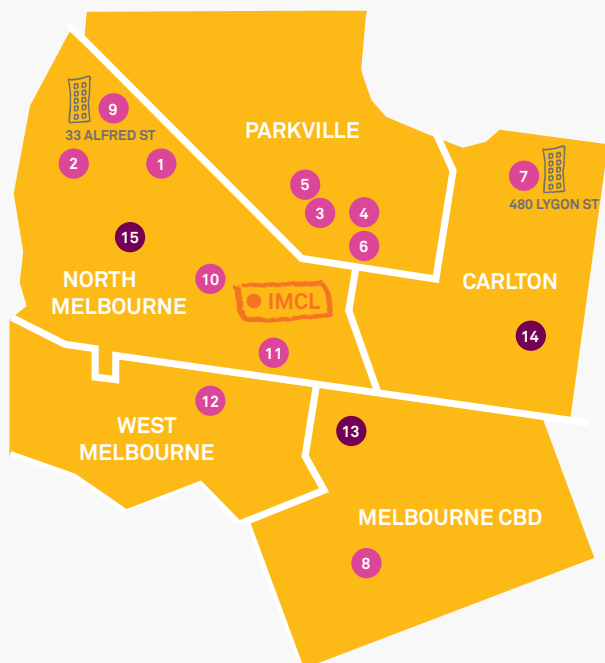 9
33 ALFRED ST
2
1
PARKVILLE
5
3
4
6
7
480 LYGON ST
15
NORTH
MELBOURNE
10
IMCL
11
CARLTON
14
12
WEST
MELBOURNE
13
MELBOURNE CBD
8